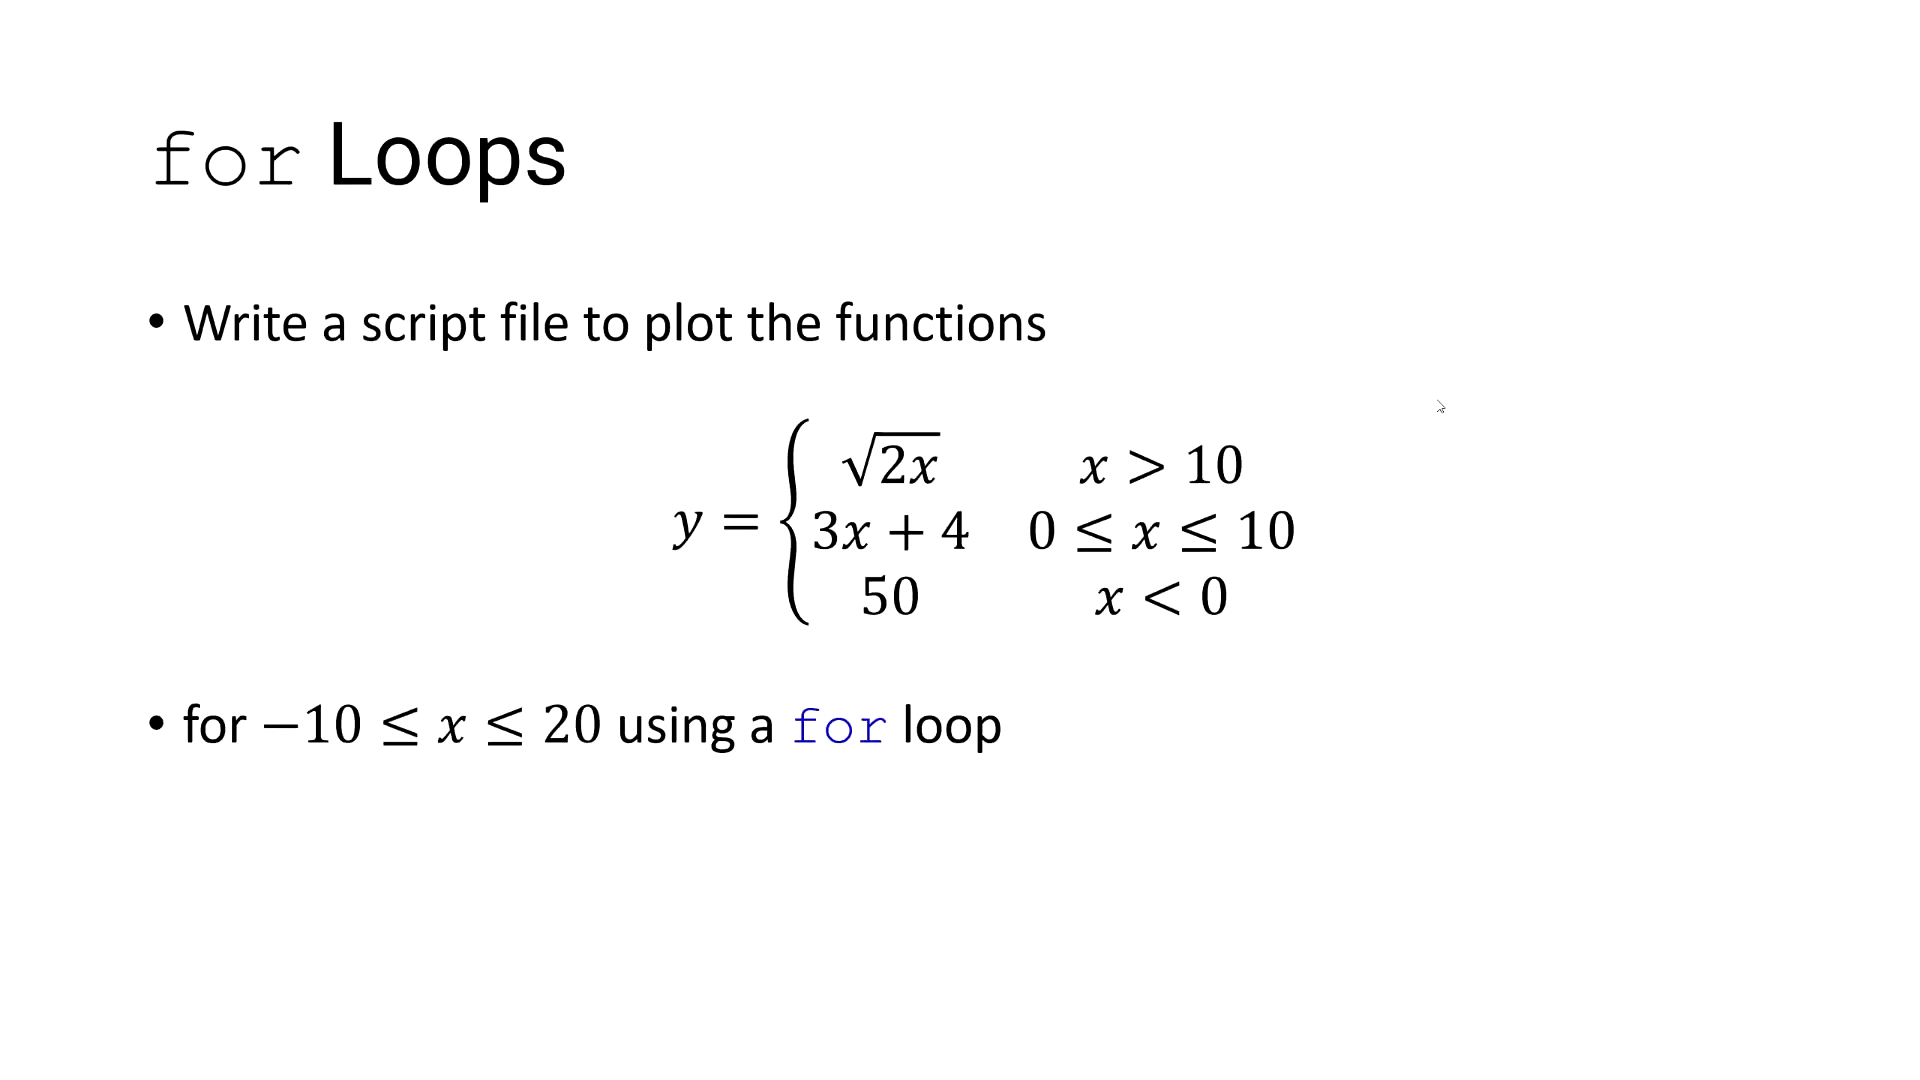 for Loops
• Write a script file to plot the functions
y = { √2x    x > 10
3x + 4    0 ≤ x ≤ 10
50    x < 0
• for −10 ≤ x ≤ 20 using a for loop